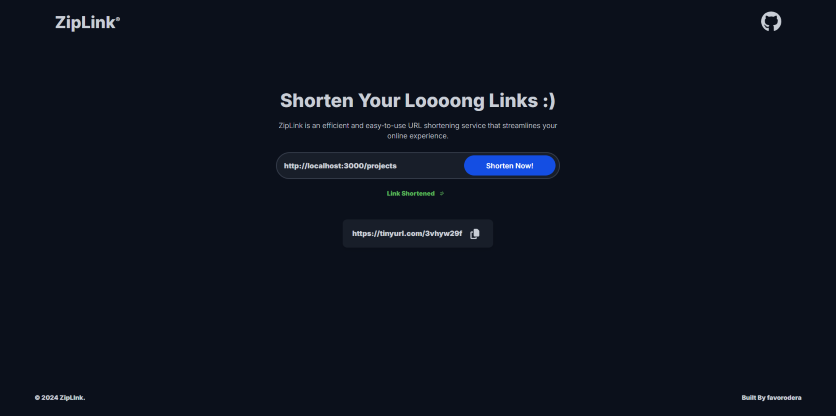 ZipLink®
Shorten Your Loooong Links :)
ZipLink is an efficient and easy-to-use URL shortening service that streamlines your
online experience.
http://localhost:3000/projects
Shorten Now!
Link Shortened
https://tinyurl.com/3vhyw29f
© 2024 ZipLink.
Built By favorodera